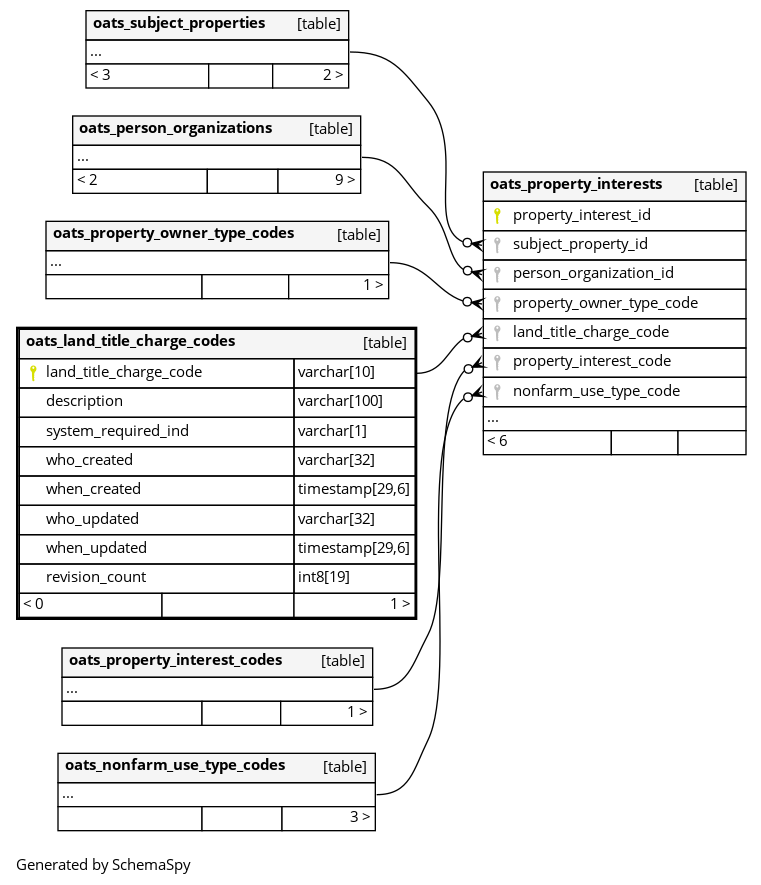 oats_subject_properties [table]
...
< 3 2 >
oats_person_organizations [table]
...
< 2 9 >
oats_property_owner_type_codes [table]
...
1 >
oats_land_title_charge_codes [table]
land_title_charge_code varchar[10]
description varchar[100]
system_required_ind varchar[1]
who_created varchar[32]
when_created timestamp[29,6]
who_updated varchar[32]
when_updated timestamp[29,6]
revision_count int8[19]
< 0 1 >
oats_property_interest_codes [table]
...
1 >
oats_nonfarm_use_type_codes [table]
...
3 >
oats_property_interests [table]
property_interest_id
subject_property_id
person_organization_id
property_owner_type_code
land_title_charge_code
property_interest_code
nonfarm_use_type_code
...
< 6
Generated by SchemaSpy